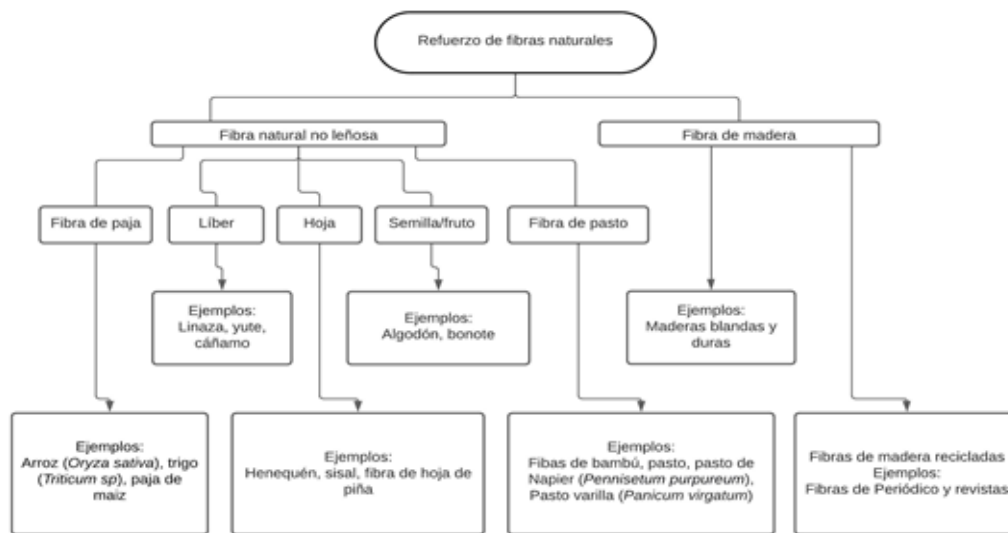 Refuerzo de fibras naturales
Fibra natural no leñosa
Fibra de madera
Fibra de paja
Líber
Hoja
Semilla/fruto
Fibra de pasto
Ejemplos:
Linaza, yute,
cáñamo
Ejemplos:
Algodón, bonote
Ejemplos:
Maderas blandas y
duras
Ejemplos:
Arroz (Oryza sativa), trigo
(Triticum sp), paja de
maiz
Ejemplos:
Henequén, sisal, fibra de hoja de
piña
Ejemplos:
Fibas de bambú, pasto, pasto de
Napier (Pennisetum purpureum),
Pasto varilla (Panicum virgatum)
Fibras de madera recicladas
Ejemplos:
Fibras de Periódico y revistas